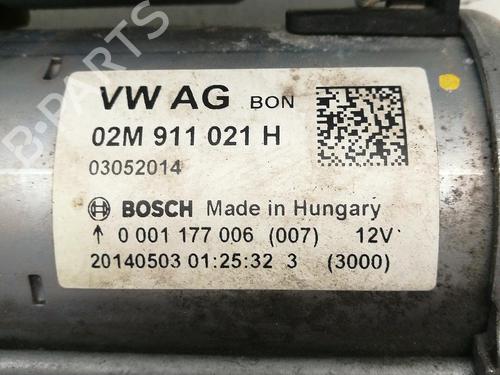 VW AG BON
02M 911 021 H
03052014
BOSCH Made in Hungary
↑ 0 001 177 006 (007) 12V
20140503 01:25:32 3 (3000)
B-PARTS